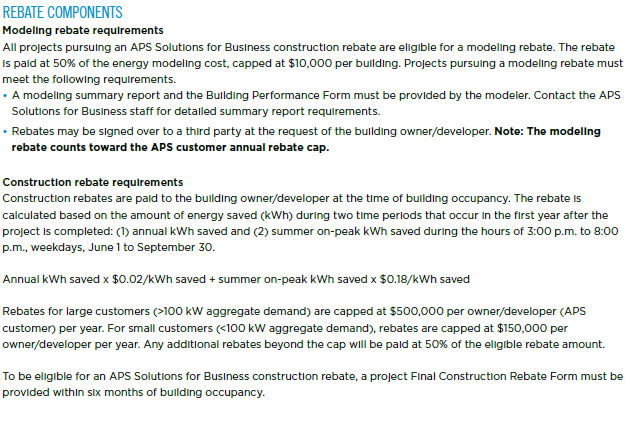 REBATE COMPONENTS
Modeling rebate requirements
All projects pursuing an APS Solutions for Business construction rebate are eligible for a modeling rebate. The rebate
is paid at 50% of the energy modeling cost, capped at $10,000 per building. Projects pursuing a modeling rebate must
meet the following requirements.
• A modeling summary report and the Building Performance Form must be provided by the modeler. Contact the APS
Solutions for Business staff for detailed summary report requirements.
• Rebates may be signed over to a third party at the request of the building owner/developer. Note: The modeling
rebate counts toward the APS customer annual rebate cap.
Construction rebate requirements
Construction rebates are paid to the building owner/developer at the time of building occupancy. The rebate is
calculated based on the amount of energy saved (kWh) during two time periods that occur in the first year after the
project is completed: (1) annual kWh saved and (2) summer on-peak kWh saved during the hours of 3:00 p.m. to 8:00
p.m., weekdays, June 1 to September 30.
Annual kWh saved x $0.02/kWh saved + summer on-peak kWh saved x $0.18/kWh saved
Rebates for large customers (>100 kW aggregate demand) are capped at $500,000 per owner/developer (APS
customer) per year. For small customers (<100 kW aggregate demand), rebates are capped at $150,000 per
owner/developer per year. Any additional rebates beyond the cap will be paid at 50% of the eligible rebate amount.
To be eligible for an APS Solutions for Business construction rebate, a project Final Construction Rebate Form must be
provided within six months of building occupancy.